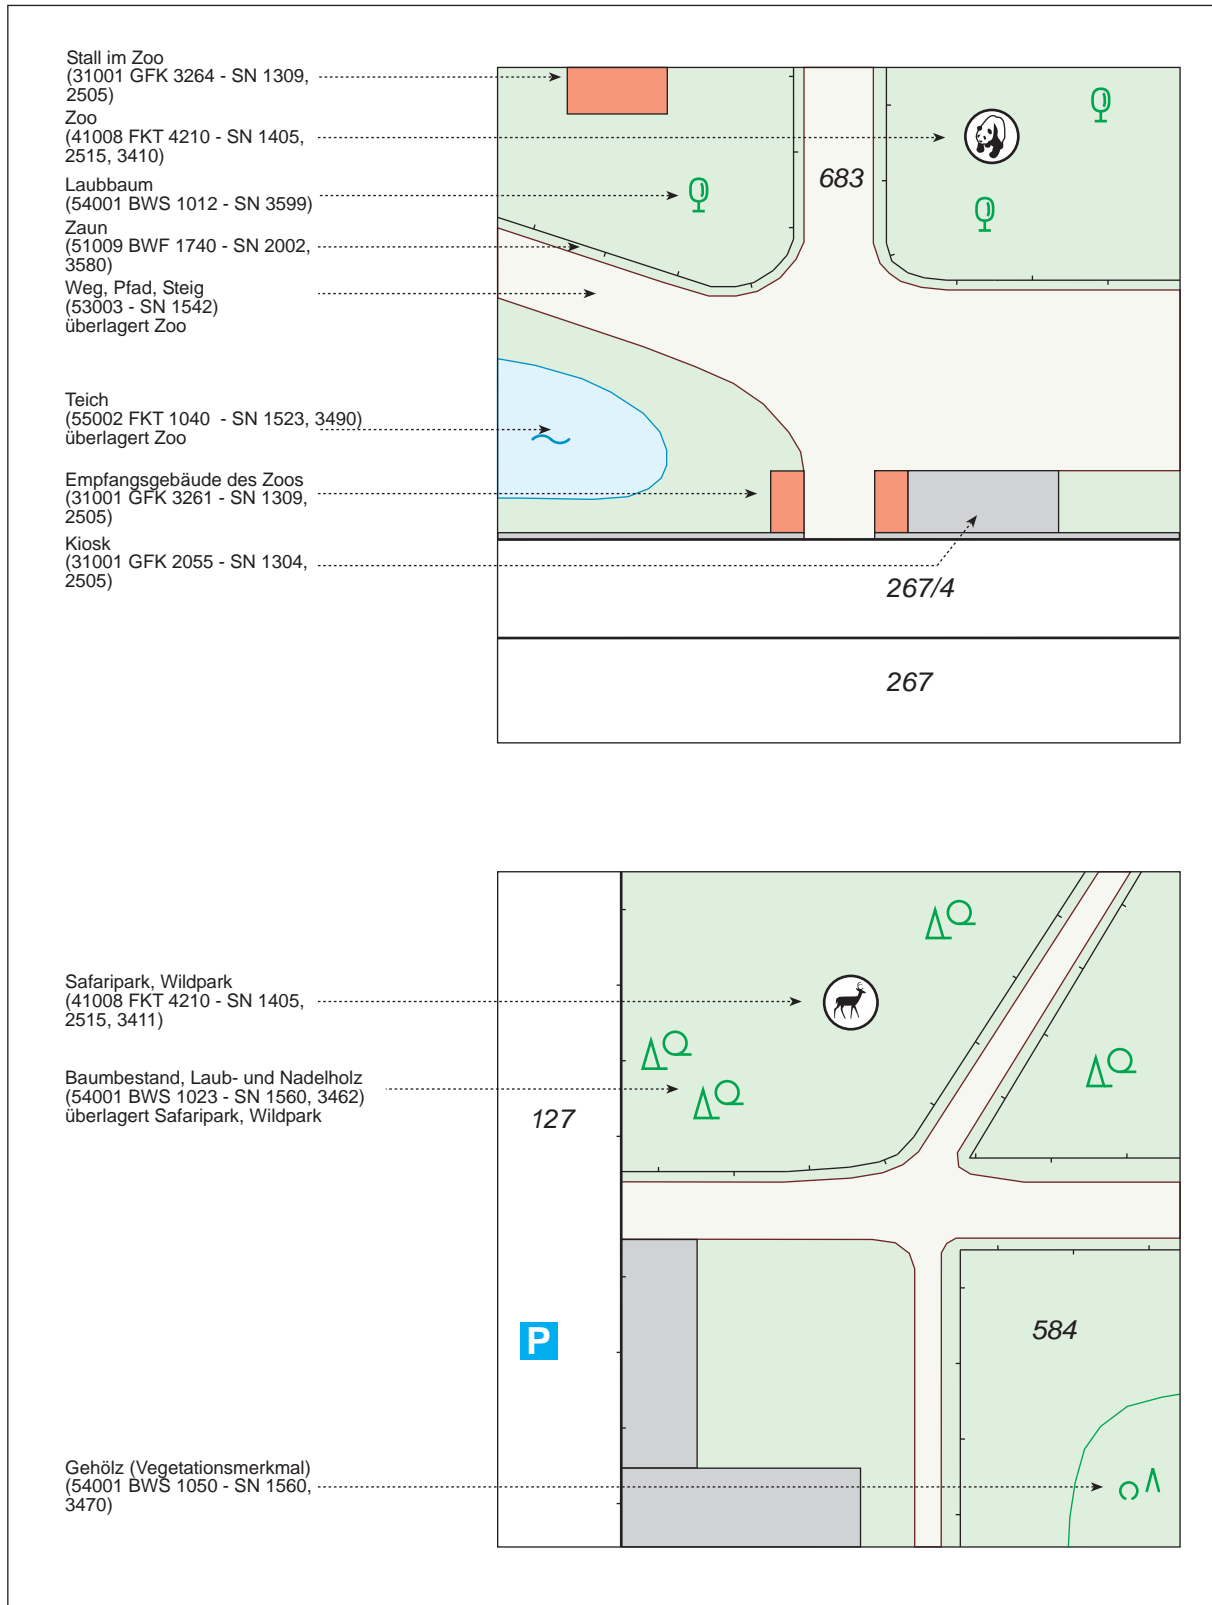 Stall im Zoo
(31001 GFK 3264 - SN 1309,
2505)
Zoo
(41008 FKT 4210 - SN 1405,
2515, 3410)
Laubbaum
(54001 BWS 1012 - SN 3599)
Zaun
(51009 BWF 1740 - SN 2002,
3580)
Weg, Pfad, Steig
(53003 - SN 1542)
überlagert Zoo
Teich
(55002 FKT 1040  - SN 1523, 3490)
überlagert Zoo
Empfangsgebäude des Zoos
(31001 GFK 3261 - SN 1309,
2505)
Kiosk
(31001 GFK 2055 - SN 1304,
2505)
683
267/4
267
Safaripark, Wildpark
(41008 FKT 4210 - SN 1405,
2515, 3411)
Baumbestand, Laub- und Nadelholz
(54001 BWS 1023 - SN 1560, 3462)
überlagert Safaripark, Wildpark
Gehölz (Vegetationsmerkmal)
(54001 BWS 1050 - SN 1560,
3470)
127
P
584